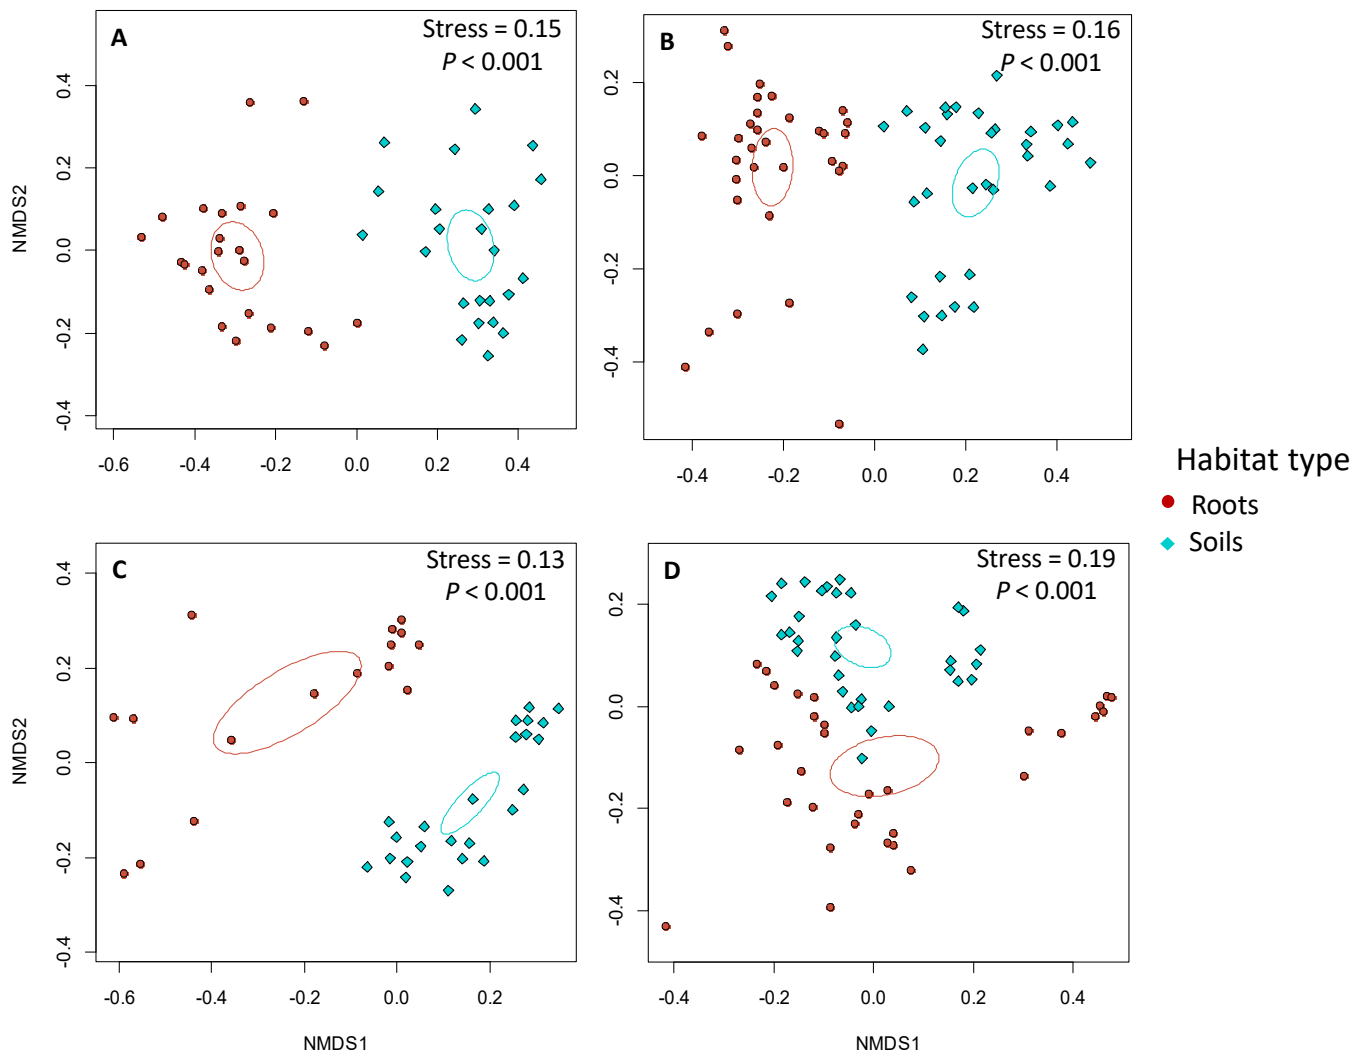 A
Stress = 0.15
P < 0.001
NMDS2
0.4
0.2
0.0
-0.2
-0.4
-0.6
-0.4
-0.2
0.0
0.2
0.4
B
Stress = 0.16
P < 0.001
0.2
0.0
-0.2
-0.4
-0.4
-0.2
0.0
0.2
0.4
Habitat type
Roots
Soils
C
Stress = 0.13
P < 0.001
NMDS2
0.4
0.2
0.0
-0.2
-0.4
-0.6
-0.4
-0.2
0.0
0.2
NMDS1
D
Stress = 0.19
P < 0.001
0.2
0.0
-0.2
-0.4
-0.4
-0.2
0.0
0.2
0.4
NMDS1